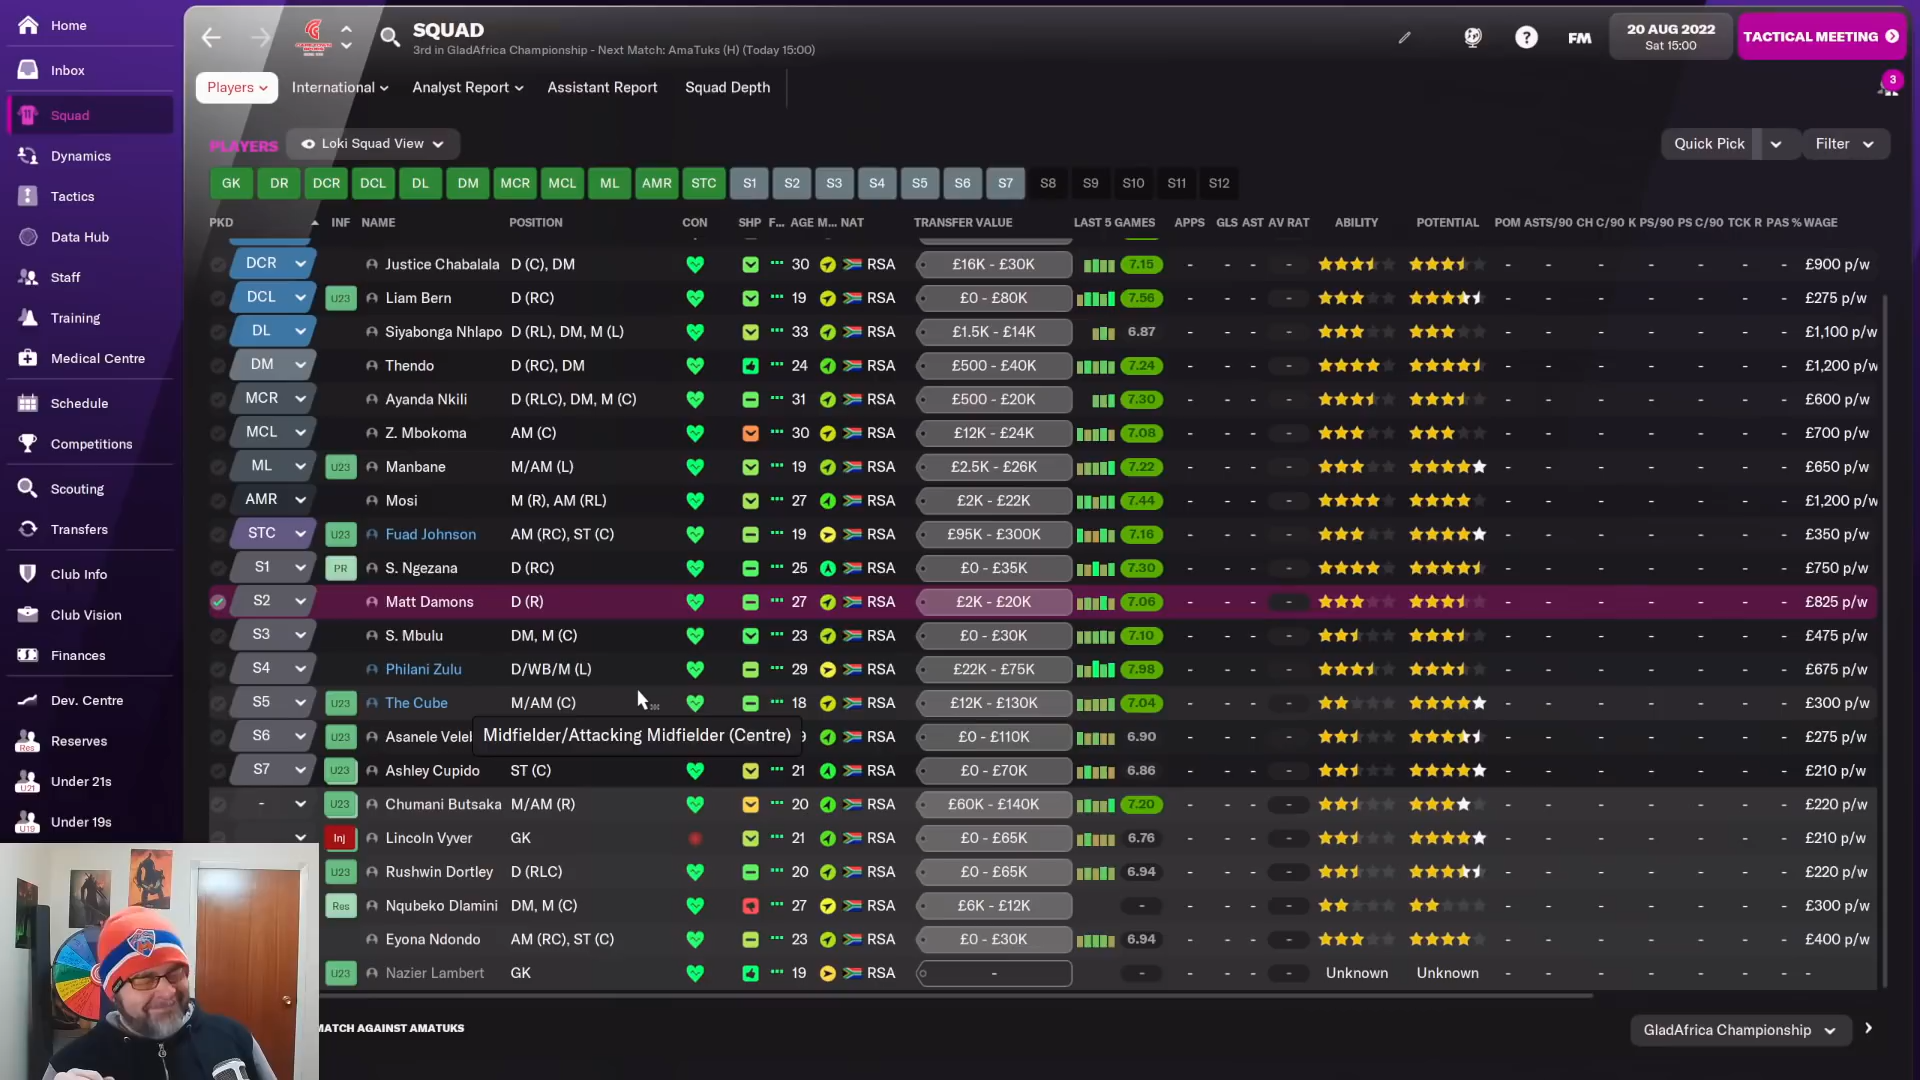 Home
Inbox
Squad
Dynamics
Tactics
Data Hub
Staff
Training
Medical Centre
Schedule
Competitions
Scouting
Transfers
Club Info
Club Vision
Finances
Dev. Centre
Reserves
Under 21s
Under 19s
SQUAD
3rd in GladAfrica Championship - Next Match: AmaTuks (H) (Today 15:00)
FM
20 AUG 2022
Sat 15:00
TACTICAL MEETING
3
Players International Analyst Report Assistant Report Squad Depth
PLAYERS Loki Squad View Quick Pick Filter
GK DR DCR DCL DL DM MCR MCL ML AMR STC S1 S2 S3 S4 S5 S6 S7 S8 S9 S10 S11 S12
PKD INF NAME POSITION CON SHP F... AGE M... NAT TRANSFER VALUE LAST 5 GAMES APPS GLS AST AV RAT ABILITY POTENTIAL POM ASTS/90 CH C/90 K PS/90 PS C/90 TCK R PAS % WAGE
DCR Justice Chabalala D (C), DM 30 RSA £16K - £30K 7.15 - - - - - - - - - - - £900 p/w
DCL U23 Liam Bern D (RC) 19 RSA £0 - £80K 7.56 - - - - - - - - - - - £275 p/w
DL Siyabonga Nhlapo D (RL), DM, M (L) 33 RSA £1.5K - £14K 6.87 - - - - - - - - - - - £1,100 p/w
DM Thendo D (RC), DM 24 RSA £500 - £40K 7.24 - - - - - - - - - - - £1,200 p/w
MCR Ayanda Nkili D (RLC), DM, M (C) 31 RSA £500 - £20K 7.30 - - - - - - - - - - - £600 p/w
MCL Z. Mbokoma AM (C) 30 RSA £12K - £24K 7.08 - - - - - - - - - - - £700 p/w
ML U23 Manbane M/AM (L) 19 RSA £2.5K - £26K 7.22 - - - - - - - - - - - £650 p/w
AMR Mosi M (R), AM (RL) 27 RSA £2K - £22K 7.44 - - - - - - - - - - - £1,200 p/w
STC U23 Fuad Johnson AM (RC), ST (C) 19 RSA £95K - £300K 7.16 - - - - - - - - - - - £350 p/w
S1 PR S. Ngezana D (RC) 25 RSA £0 - £35K 7.30 - - - - - - - - - - - £750 p/w
S2 Matt Damons D (R) 27 RSA £2K - £20K 7.06 - - - - - - - - - - - £825 p/w
S3 S. Mbulu DM, M (C) 23 RSA £0 - £30K 7.10 - - - - - - - - - - - £475 p/w
S4 Philani Zulu D/WB/M (L) 29 RSA £22K - £75K 7.98 - - - - - - - - - - - £675 p/w
S5 U23 The Cube M/AM (C) 18 RSA £12K - £130K 7.04 - - - - - - - - - - - £300 p/w
S6 U23 Asanele Velel 9 RSA £0 - £110K 6.90 - - - - - - - - - - - £275 p/w
Midfielder/Attacking Midfielder (Centre)
S7 U23 Ashley Cupido ST (C) 21 RSA £0 - £70K 6.86 - - - - - - - - - - - £210 p/w
- U23 Chumani Butsaka M/AM (R) 20 RSA £60K - £140K 7.20 - - - - - - - - - - - £220 p/w
Inj Lincoln Vyver GK 21 RSA £0 - £65K 6.76 - - - - - - - - - - - £210 p/w
U23 Rushwin Dortley D (RLC) 20 RSA £0 - £65K 6.94 - - - - - - - - - - - £220 p/w
Res Nqubeko Dlamini DM, M (C) 27 RSA £6K - £12K - - - - - - - - - - - - £300 p/w
Eyona Ndondo AM (RC), ST (C) 23 RSA £0 - £30K 6.94 - - - - - - - - - - - £400 p/w
U23 Nazier Lambert GK 19 RSA - - - - - - Unknown Unknown - - - - - - - -
MATCH AGAINST AMATUKS
GladAfrica Championship